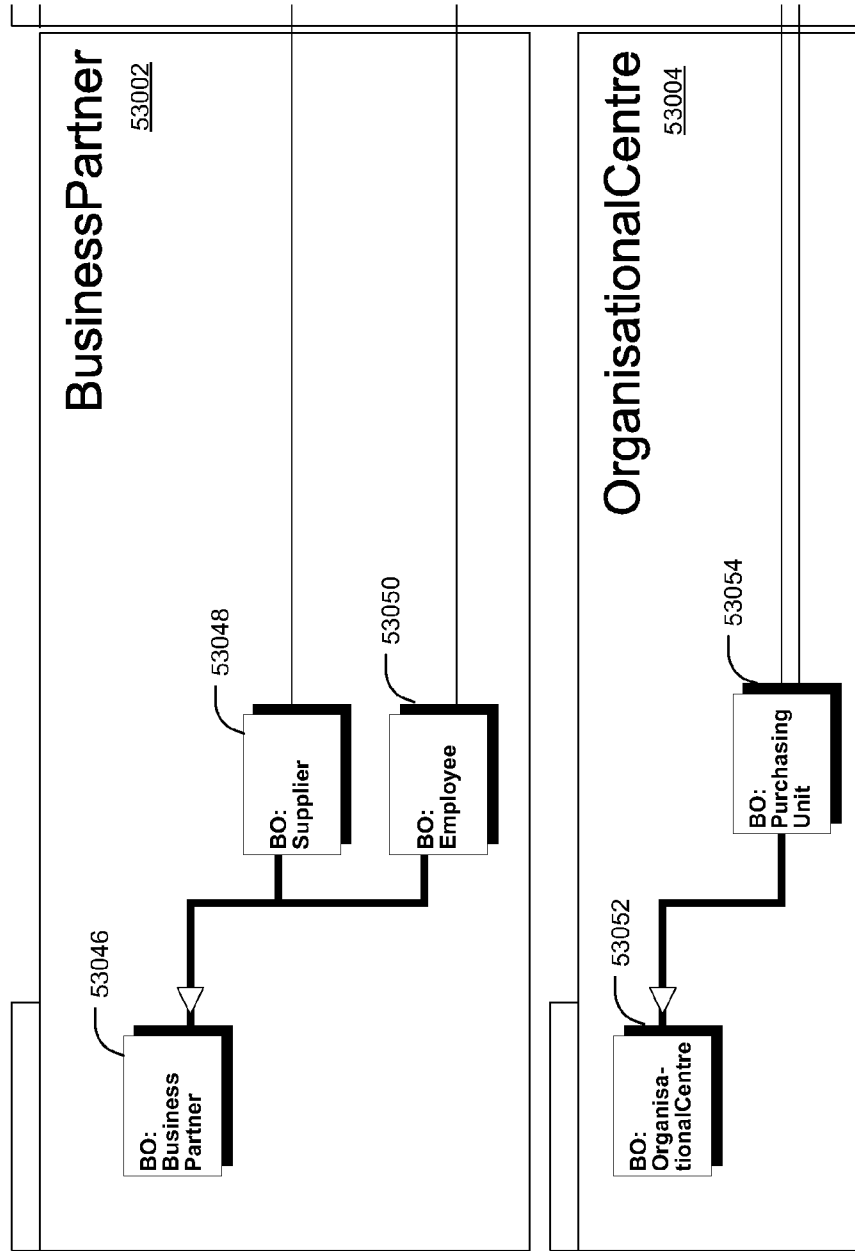 BusinessPartner
53002
53046
BO:
Business
Partner
53048
BO:
Supplier
53050
BO:
Employee
OrganisationalCentre
53004
53052
BO:
Organisa-
tionalCentre
53054
BO:
Purchasing
Unit